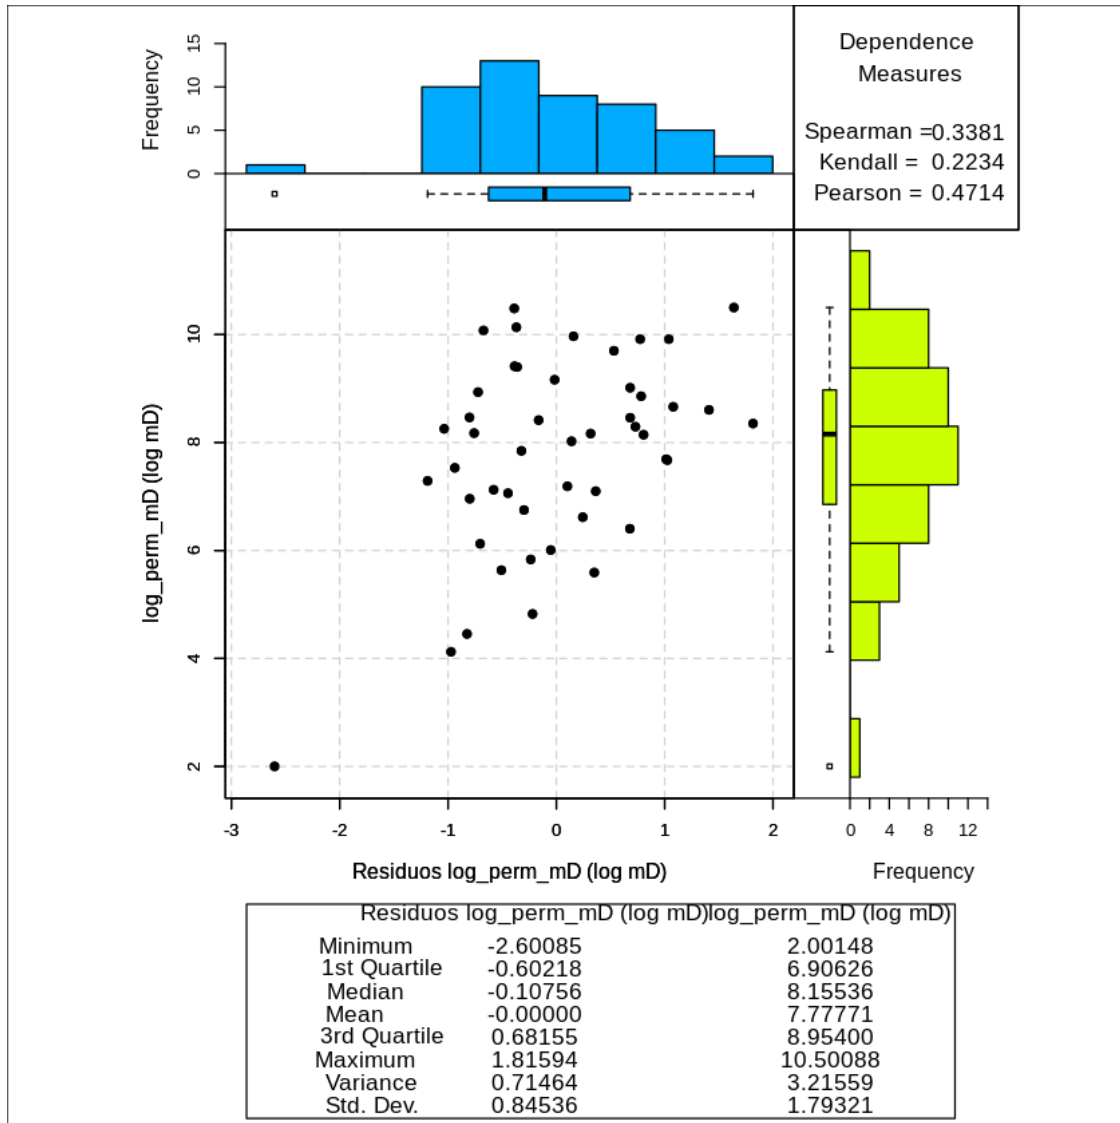 Frequency
0
5
10
15
Dependence
Measures
Spearman =0.3381
Kendall = 0.2234
Pearson = 0.4714
log_perm_mD (log mD)
2
4
6
8
10
-3 -2 -1 0 1 2
Residuos log_perm_mD (log mD)
0 4 8 12
Frequency
Residuos log_perm_mD (log mD) log_perm_mD (log mD)
Minimum -2.60085 2.00148
1st Quartile -0.60218 6.90626
Median -0.10756 8.15536
Mean -0.00000 7.77771
3rd Quartile 0.68155 8.95400
Maximum 1.81594 10.50088
Variance 0.71464 3.21559
Std. Dev. 0.84536 1.79321